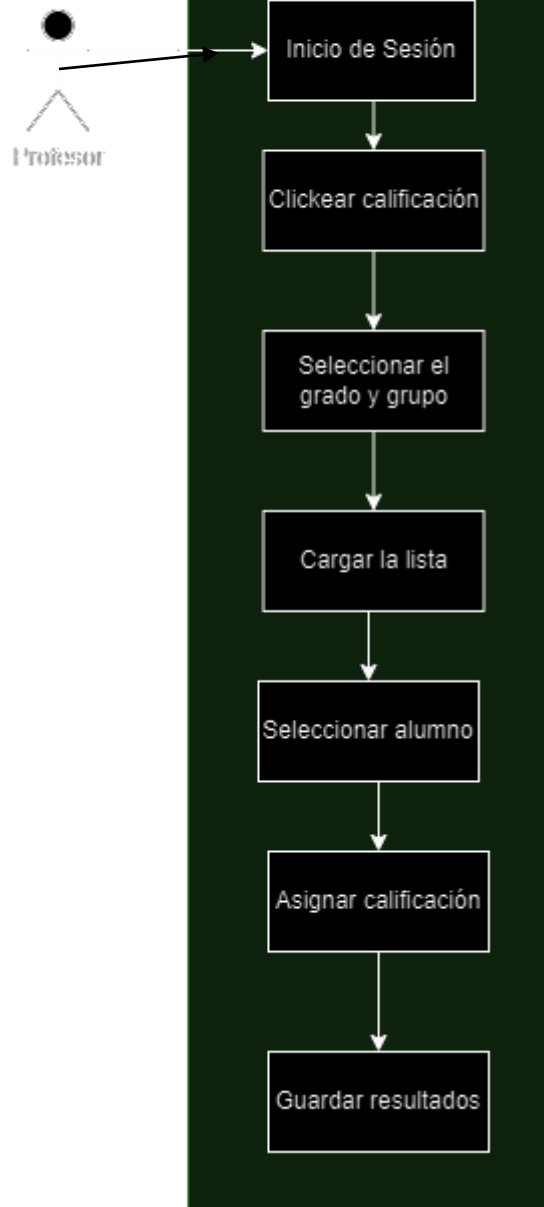 Inicio de Sesión
Profesor
Clickear calificación
Seleccionar el
grado y grupo
Cargar la lista
Seleccionar alumno
Asignar calificación
Guardar resultados